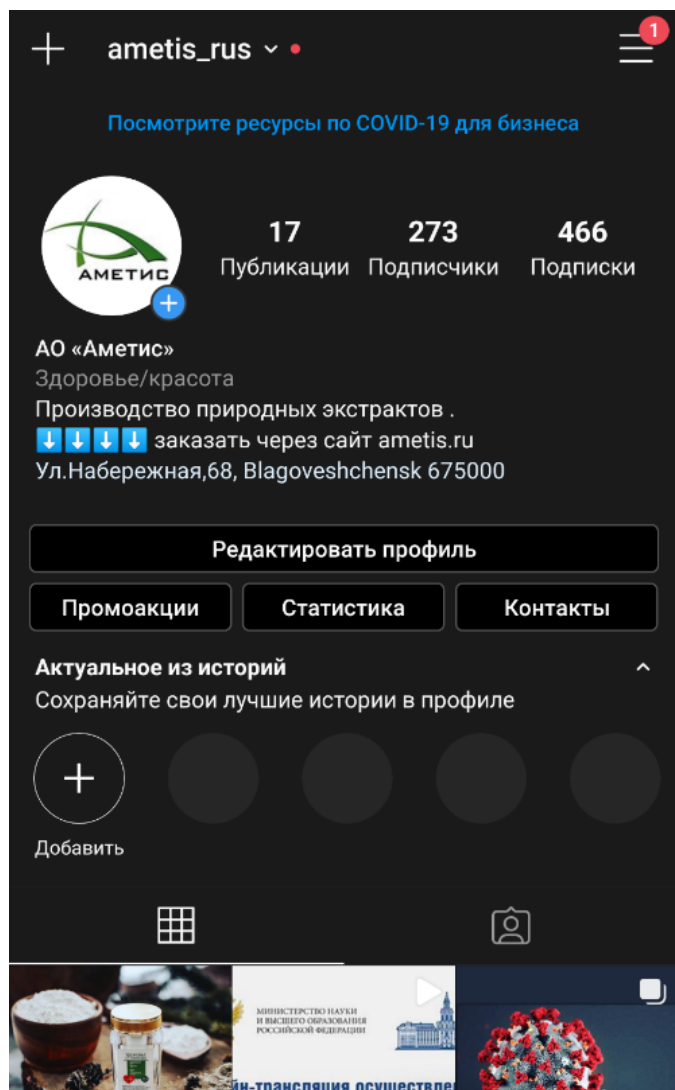 1
ametis_rus
Посмотрите ресурсы по COVID-19 для бизнеса
АМЕТИС
17 273 466
Публикации Подписчики Подписки
АО «Аметис»
Здоровье/красота
Производство природных экстрактов .
⬇️⬇️⬇️⬇️ заказать через сайт ametis.ru
Ул.Набережная,68, Blagoveshchensk 675000
Редактировать профиль
Промоакции Статистика Контакты
Актуальное из историй
Сохраняйте свои лучшие истории в профиле
Добавить
МИНИСТЕРСТВО НАУКИ
И ВЫСШЕГО ОБРАЗОВАНИЯ
РОССИЙСКОЙ ФЕДЕРАЦИИ